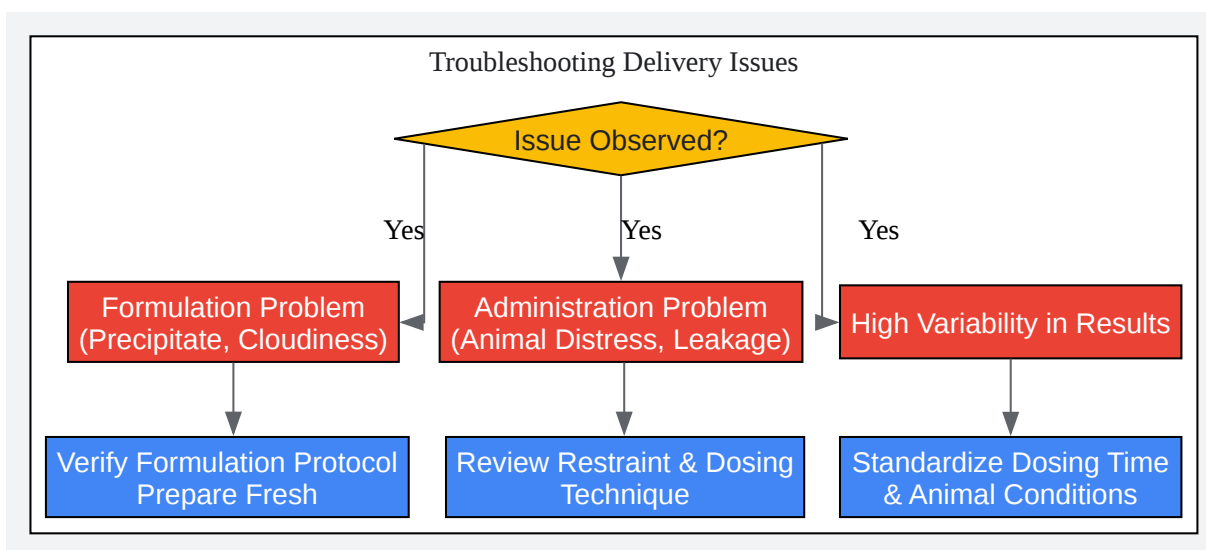 Troubleshooting Delivery Issues
Issue Observed?
Yes
Yes
Yes
Formulation Problem
(Precipitate, Cloudiness)
Administration Problem
(Animal Distress, Leakage)
High Variability in Results
Verify Formulation Protocol
Prepare Fresh
Review Restraint & Dosing
Technique
Standardize Dosing Time
& Animal Conditions